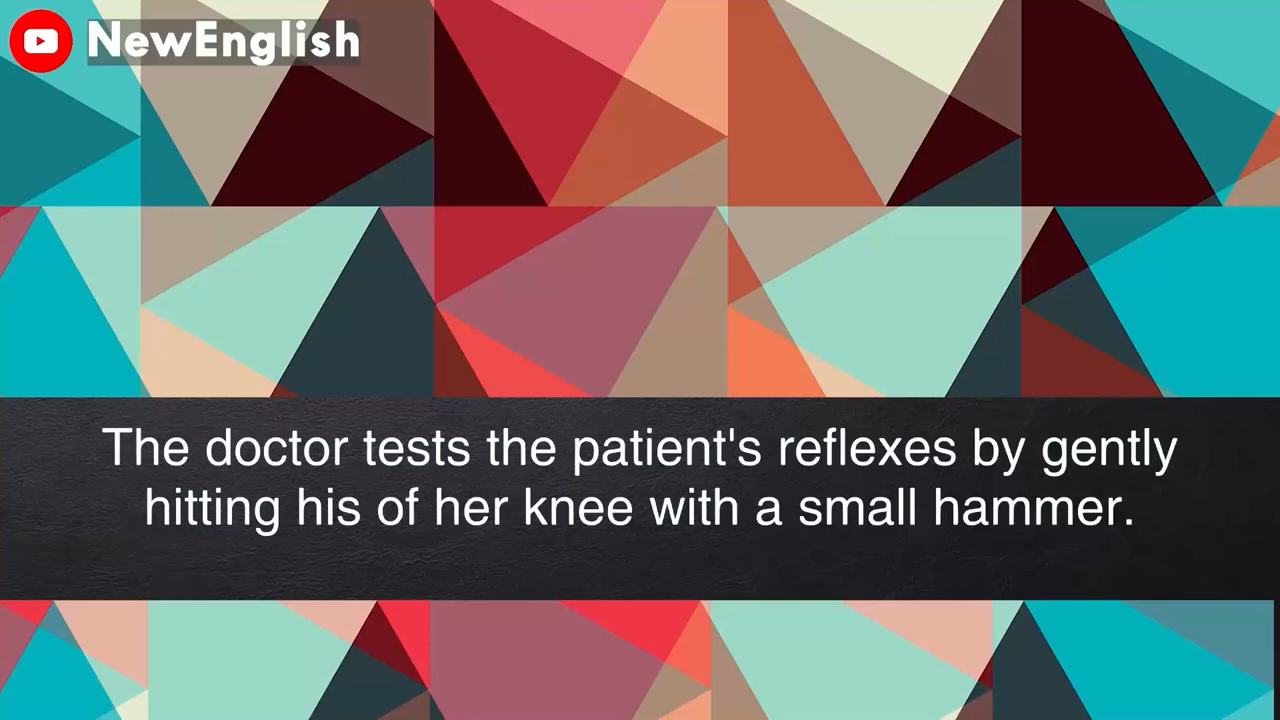 NewEnglish
The doctor tests the patient's reflexes by gently
hitting his of her knee with a small hammer.